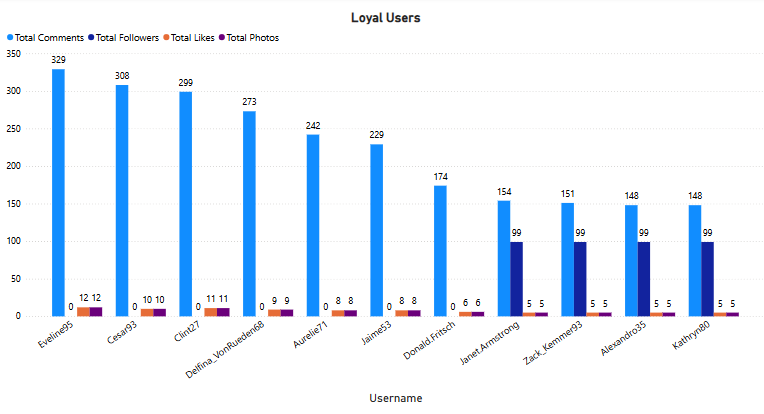 Loyal Users
Total Comments Total Followers Total Likes Total Photos
350
300
250
200
150
100
50
0
329
0
12 12
308
0
10 10
299
0
11 11
273
0
9 9
242
0
8 8
229
0
8 8
174
0
6 6
154
99
5 5
151
99
5 5
148
99
5 5
148
99
5 5
Eveline95
Cesar93
Clint27
Delfina_VonRueden68
Aurelie71
Jaime53
Donald.Fritsch
Janet.Armstrong
Zack_Kemmer93
Alexandro35
Kathryn80
Username